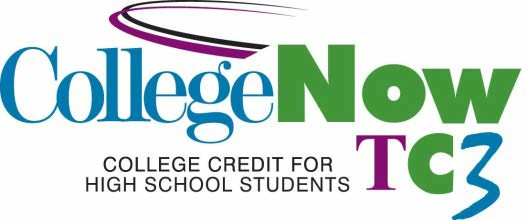 CollegeNow
COLLEGE CREDIT FOR
HIGH SCHOOL STUDENTS
TC3